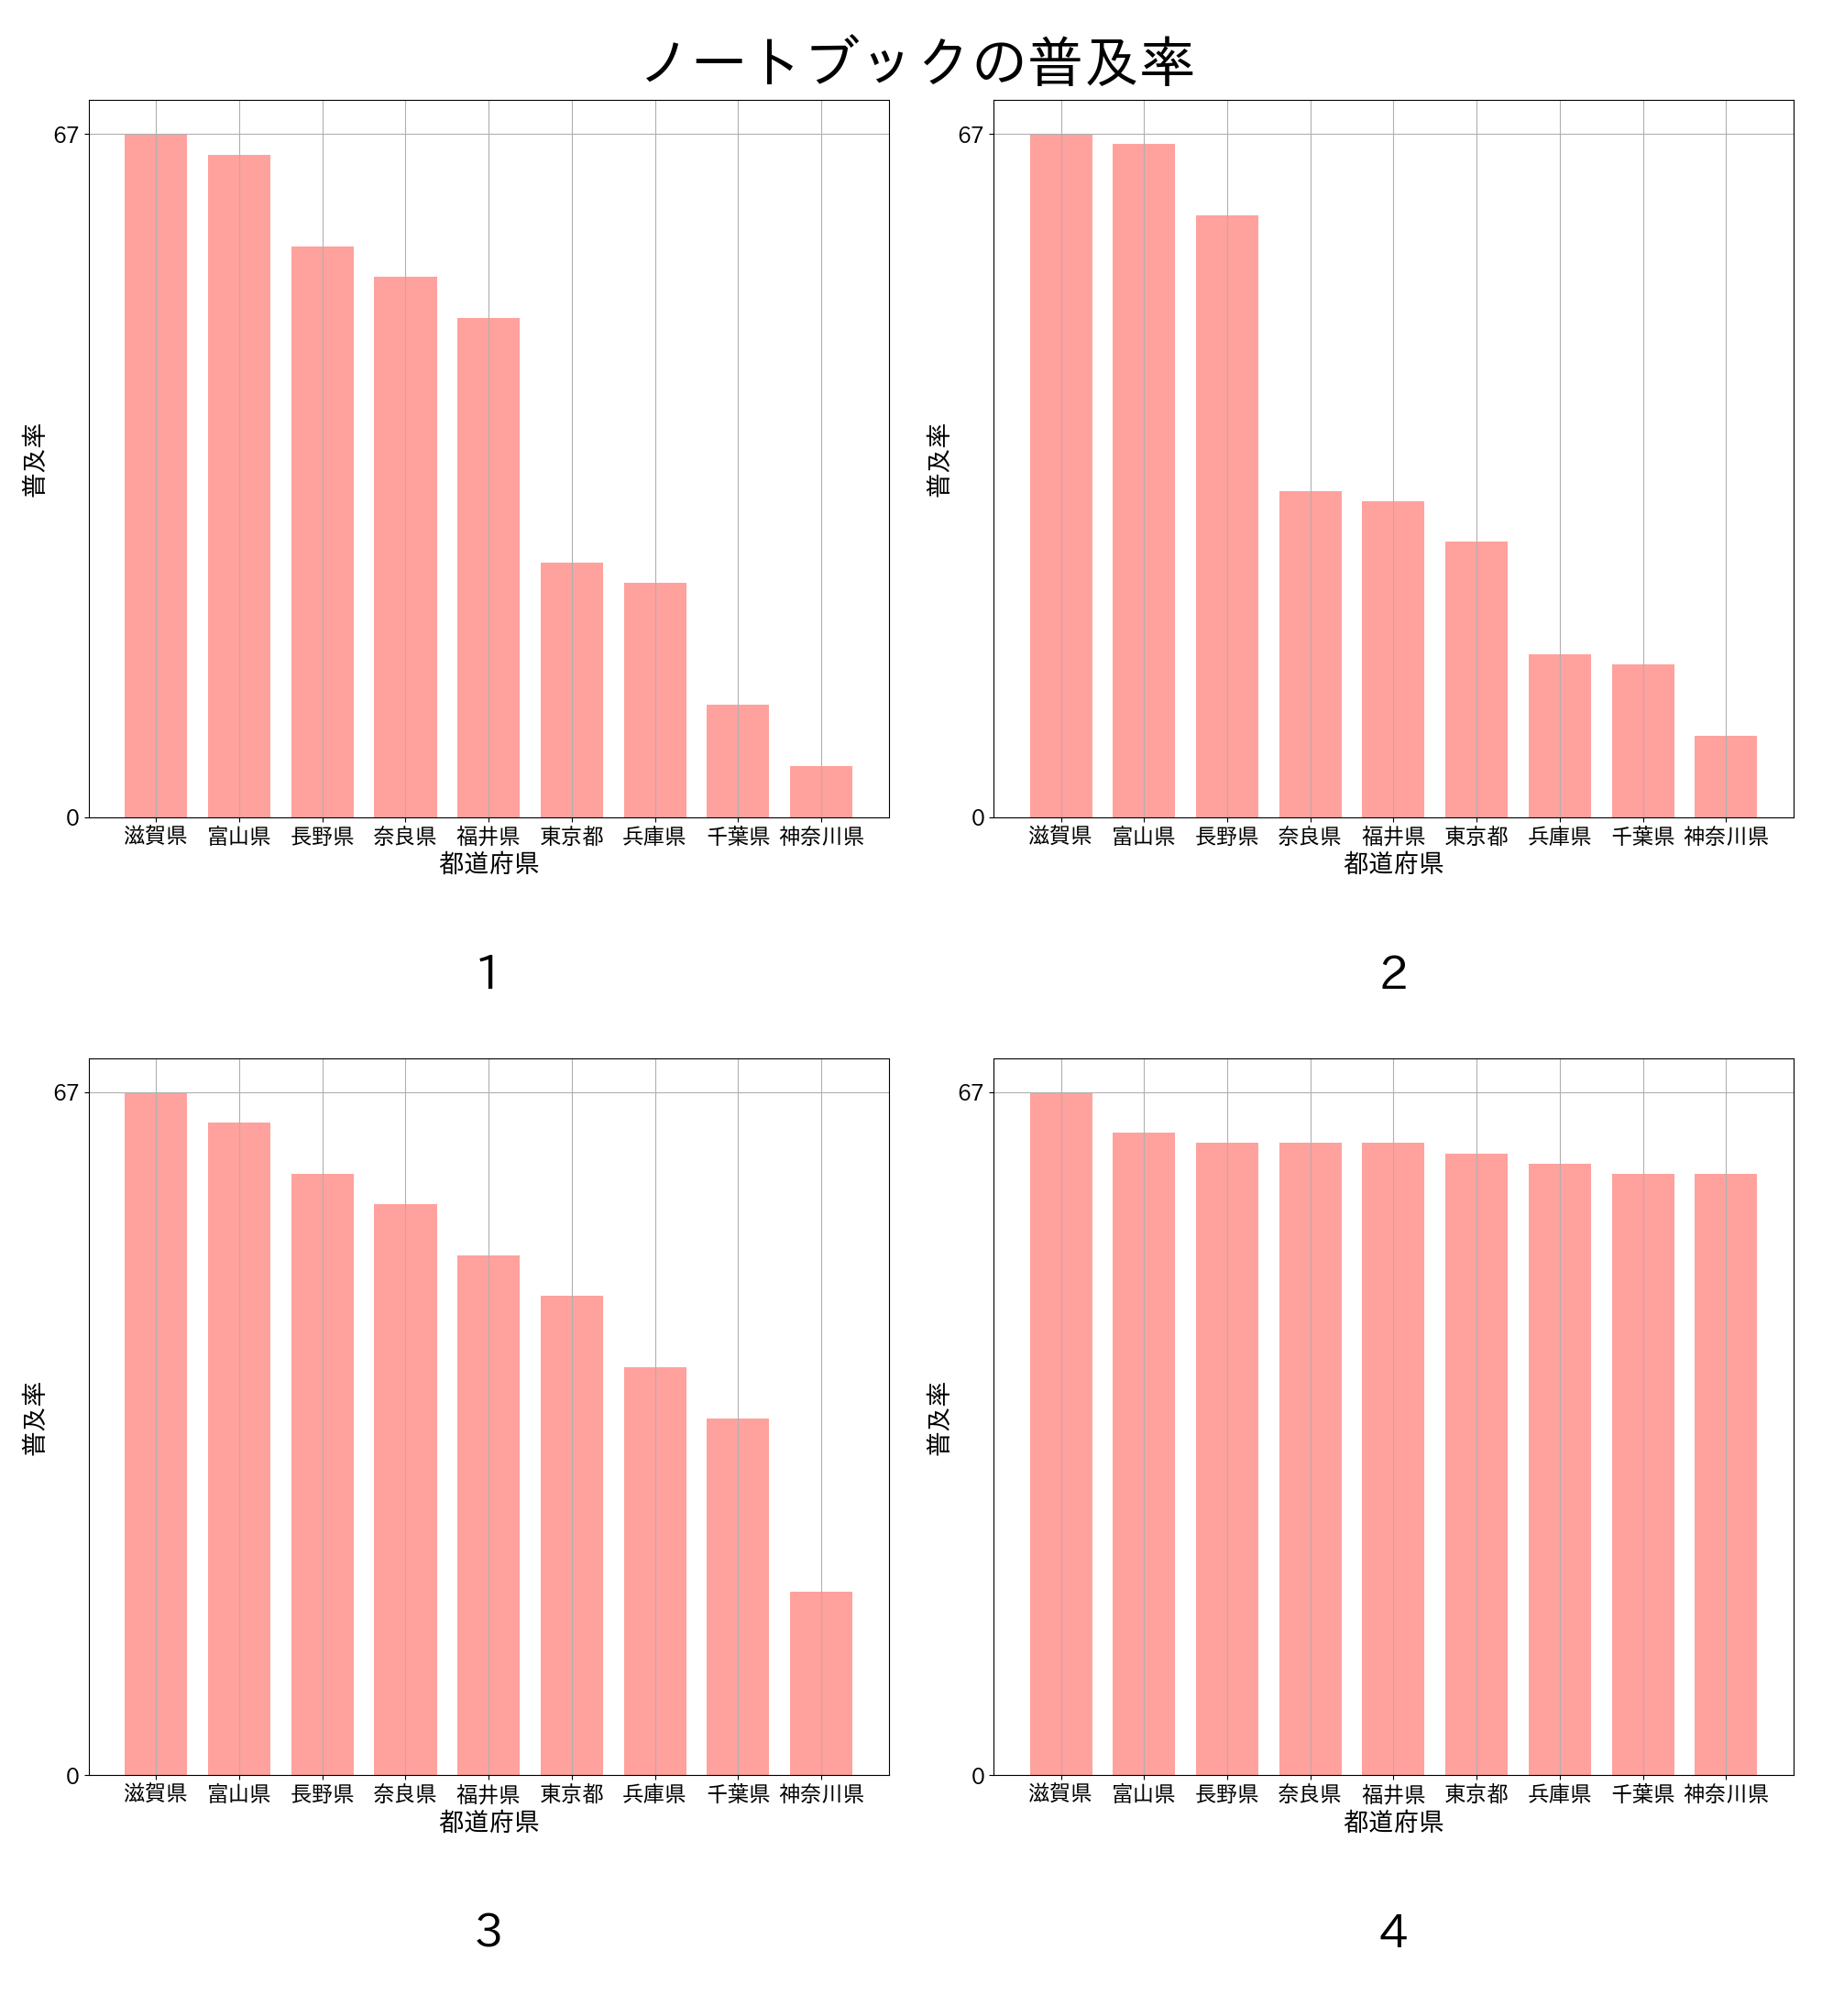 ノートブックの普及率
67
0
普及率
滋賀県 富山県 長野県 奈良県 福井県 東京都 兵庫県 千葉県 神奈川県
都道府県
1
67
0
普及率
滋賀県 富山県 長野県 奈良県 福井県 東京都 兵庫県 千葉県 神奈川県
都道府県
2
67
0
普及率
滋賀県 富山県 長野県 奈良県 福井県 東京都 兵庫県 千葉県 神奈川県
都道府県
3
67
0
普及率
滋賀県 富山県 長野県 奈良県 福井県 東京都 兵庫県 千葉県 神奈川県
都道府県
4